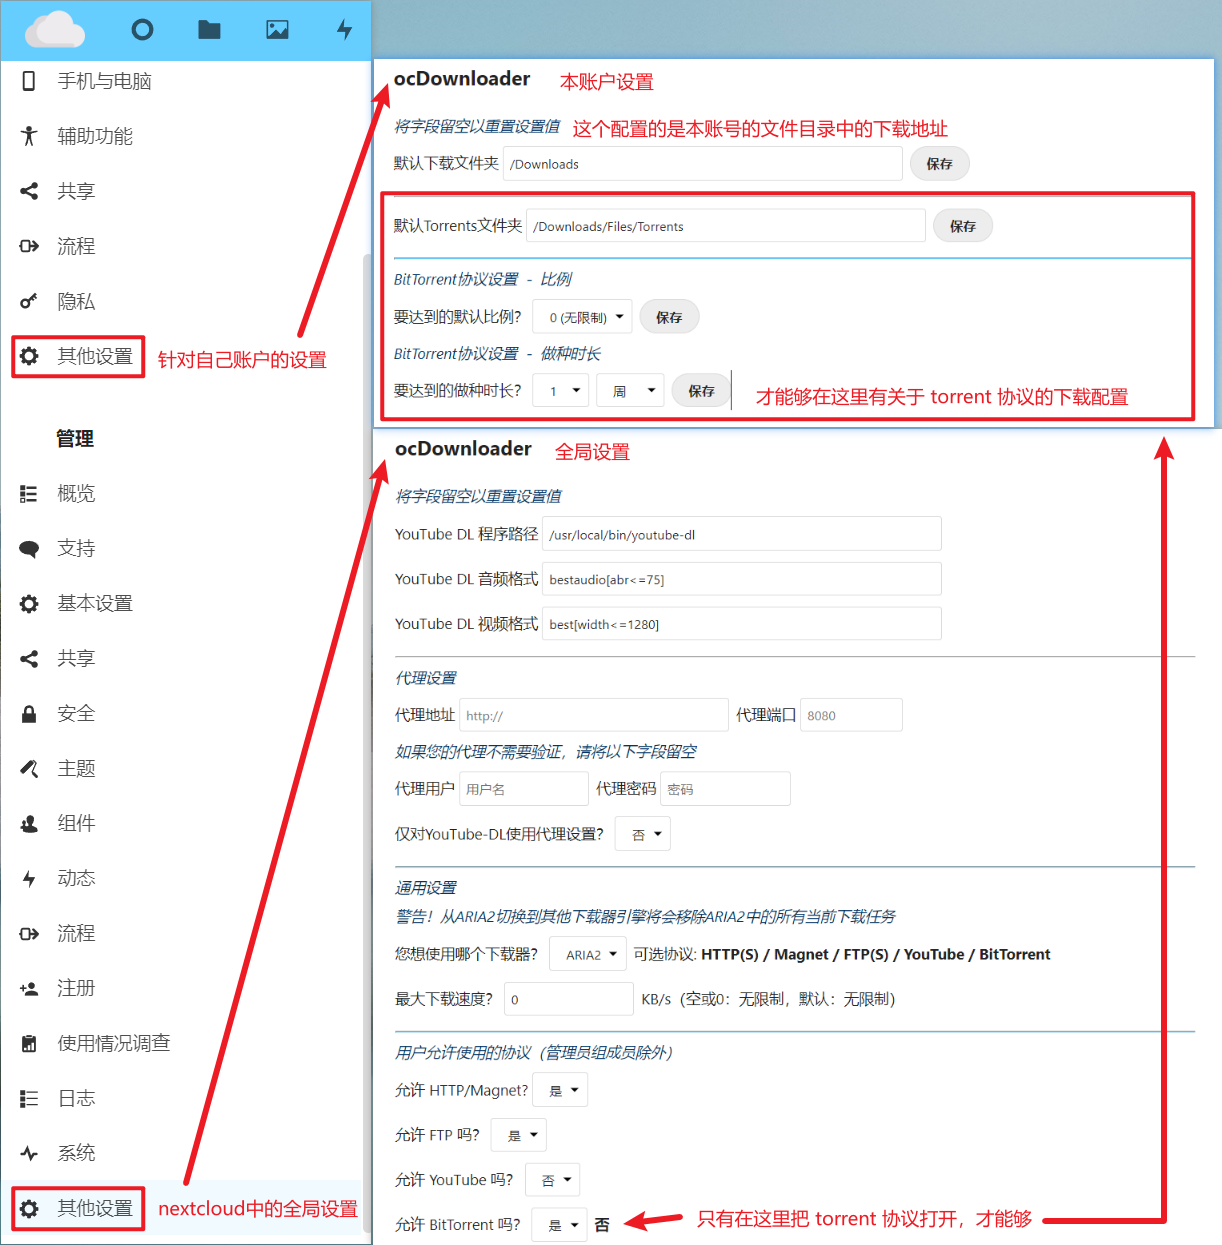 手机与电脑
辅助功能
共享
流程
隐私
其他设置 针对自己账户的设置
管理
概览
支持
基本设置
共享
安全
主题
组件
动态
流程
注册
使用情况调查
日志
系统
其他设置 nextcloud中的全局设置
ocDownloader 本账户设置
将字段留空以重置设置值 这个配置的是本账号的文件目录中的下载地址
默认下载文件夹 /Downloads 保存
默认Torrents文件夹 /Downloads/Files/Torrents 保存
BitTorrent协议设置 - 比例
要达到的默认比例? 0 (无限制) 保存
BitTorrent协议设置 - 做种时长
要达到的做种时长? 1 周 保存 才能够在这里有关于 torrent 协议的下载配置
ocDownloader 全局设置
将字段留空以重置设置值
YouTube DL 程序路径 /usr/local/bin/youtube-dl
YouTube DL 音频格式 bestaudio[abr<=75]
YouTube DL 视频格式 best[width<=1280]
代理设置
代理地址 http:// 代理端口 8080
如果您的代理不需要验证，请将以下字段留空
代理用户 用户名 代理密码 密码
仅对YouTube-DL使用代理设置? 否
通用设置
警告！从ARIA2切换到其他下载器引擎将会移除ARIA2中的所有当前下载任务
您想使用哪个下载器? ARIA2 可选协议: HTTP(S) / Magnet / FTP(S) / YouTube / BitTorrent
最大下载速度? 0 KB/s（空或0：无限制，默认：无限制）
用户允许使用的协议（管理员组成员除外）
允许 HTTP/Magnet? 是
允许 FTP 吗? 是
允许 YouTube 吗? 否
允许 BitTorrent 吗? 是 否 只有在这里把 torrent 协议打开，才能够